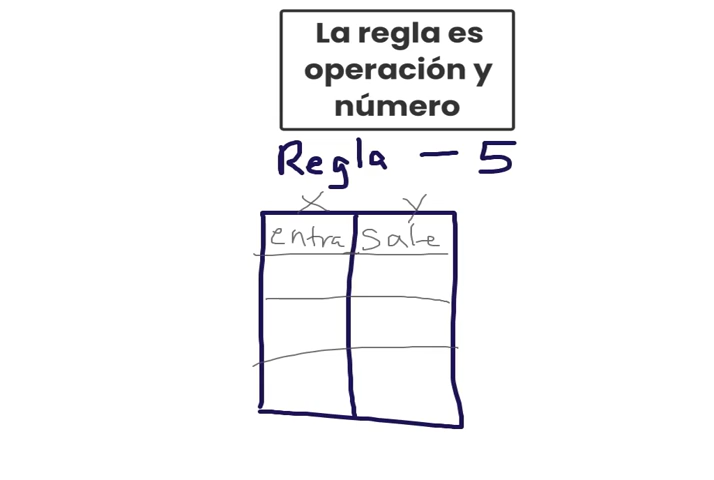 La regla es
operación y
número
Regla - 5
X Y
entra sale